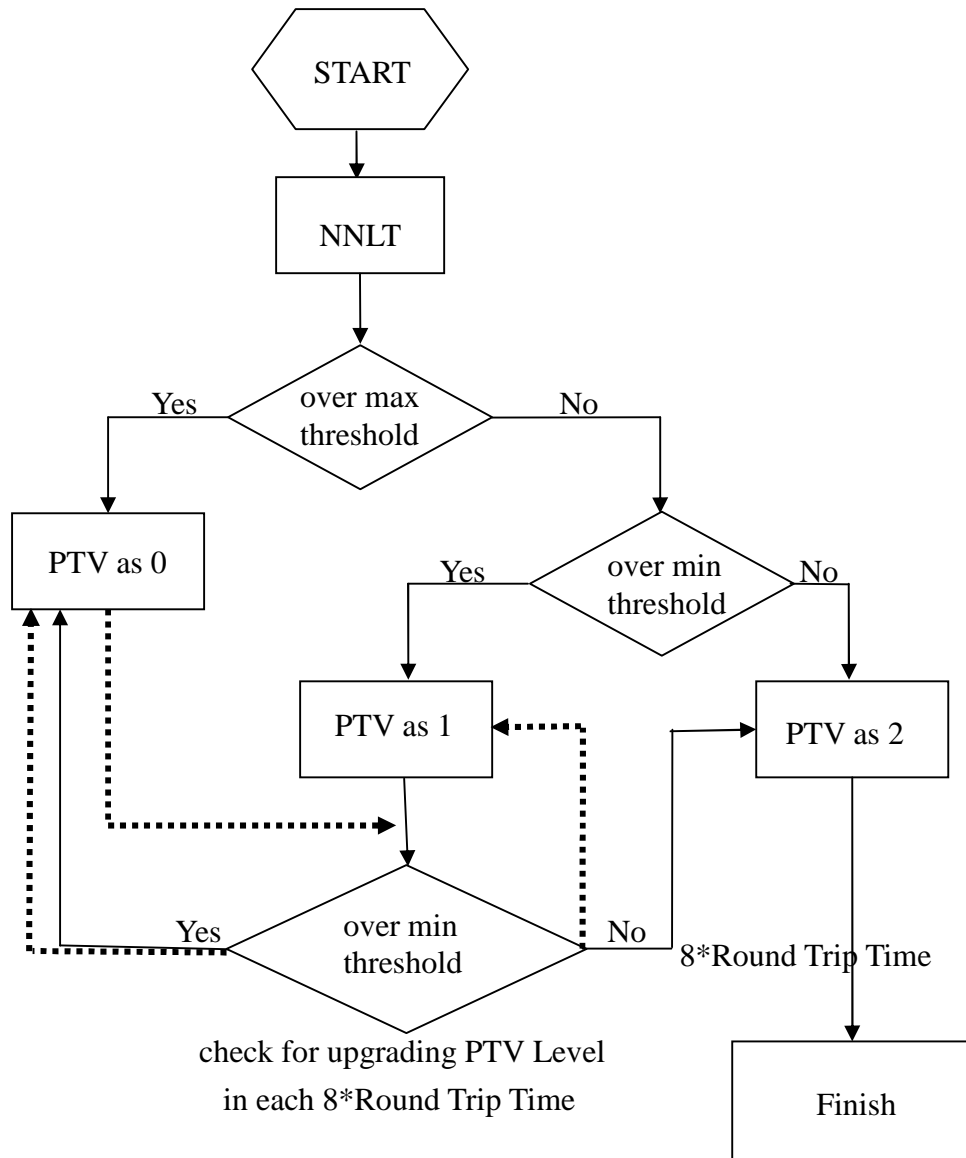 START
NNLT
over max
threshold
Yes
No
PTV as 0
over min
threshold
Yes
No
PTV as 1
PTV as 2
over min
threshold
Yes
No
8*Round Trip Time
check for upgrading PTV Level
in each 8*Round Trip Time
Finish